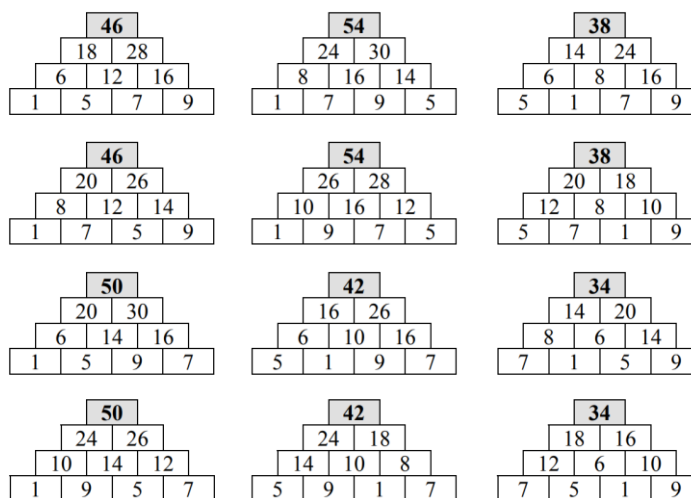 46 54 38
18 28 24 30 14 24
6 12 16 8 16 14 6 8 16
1 5 7 9 1 7 9 5 5 1 7 9
46 54 38
20 26 26 28 20 18
8 12 14 10 16 12 12 8 10
1 7 5 9 1 9 7 5 5 7 1 9
50 42 34
20 30 16 26 14 20
6 14 16 6 10 16 8 6 14
1 5 9 7 5 1 9 7 7 1 5 9
50 42 34
24 26 24 18 18 16
10 14 12 14 10 8 12 6 10
1 9 5 7 5 9 1 7 7 5 1 9